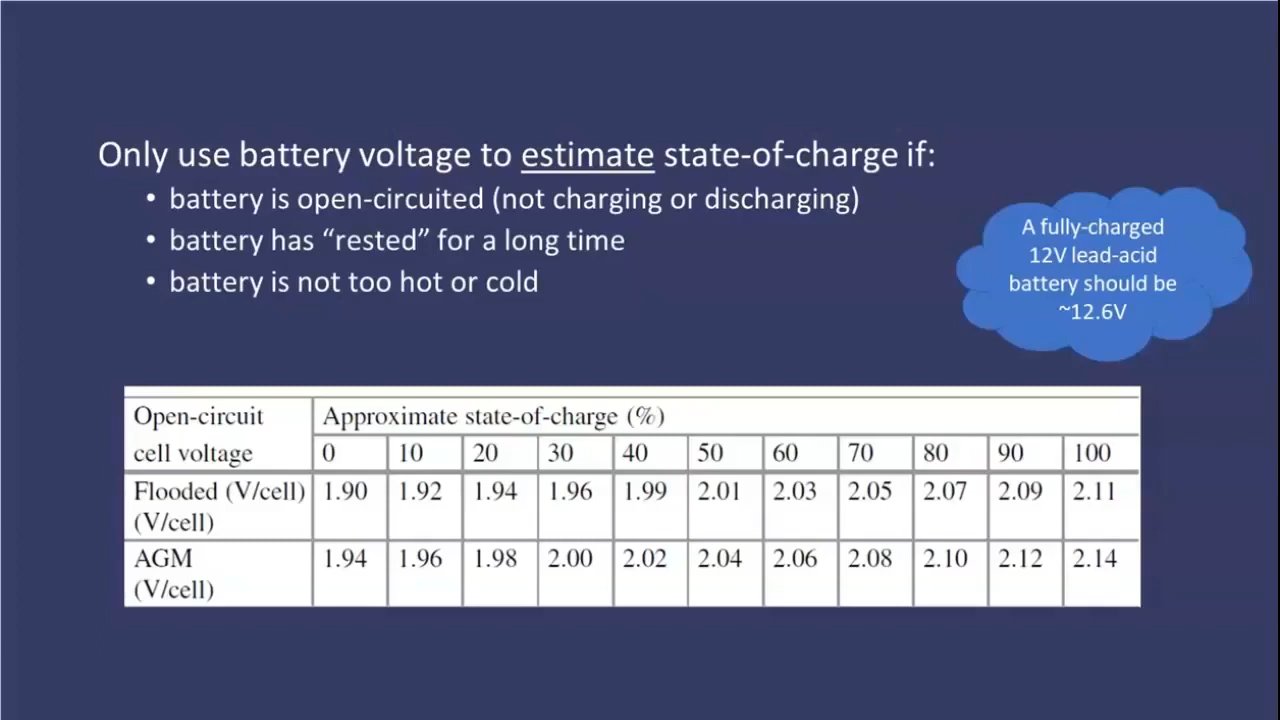 Only use battery voltage to estimate state-of-charge if:
• battery is open-circuited (not charging or discharging)
• battery has “rested” for a long time
• battery is not too hot or cold
A fully-charged
12V lead-acid
battery should be
~12.6V
Open-circuit Approximate state-of-charge (%)
cell voltage 0 10 20 30 40 50 60 70 80 90 100
Flooded (V/cell) 1.90 1.92 1.94 1.96 1.99 2.01 2.03 2.05 2.07 2.09 2.11
(V/cell)
AGM 1.94 1.96 1.98 2.00 2.02 2.04 2.06 2.08 2.10 2.12 2.14
(V/cell)